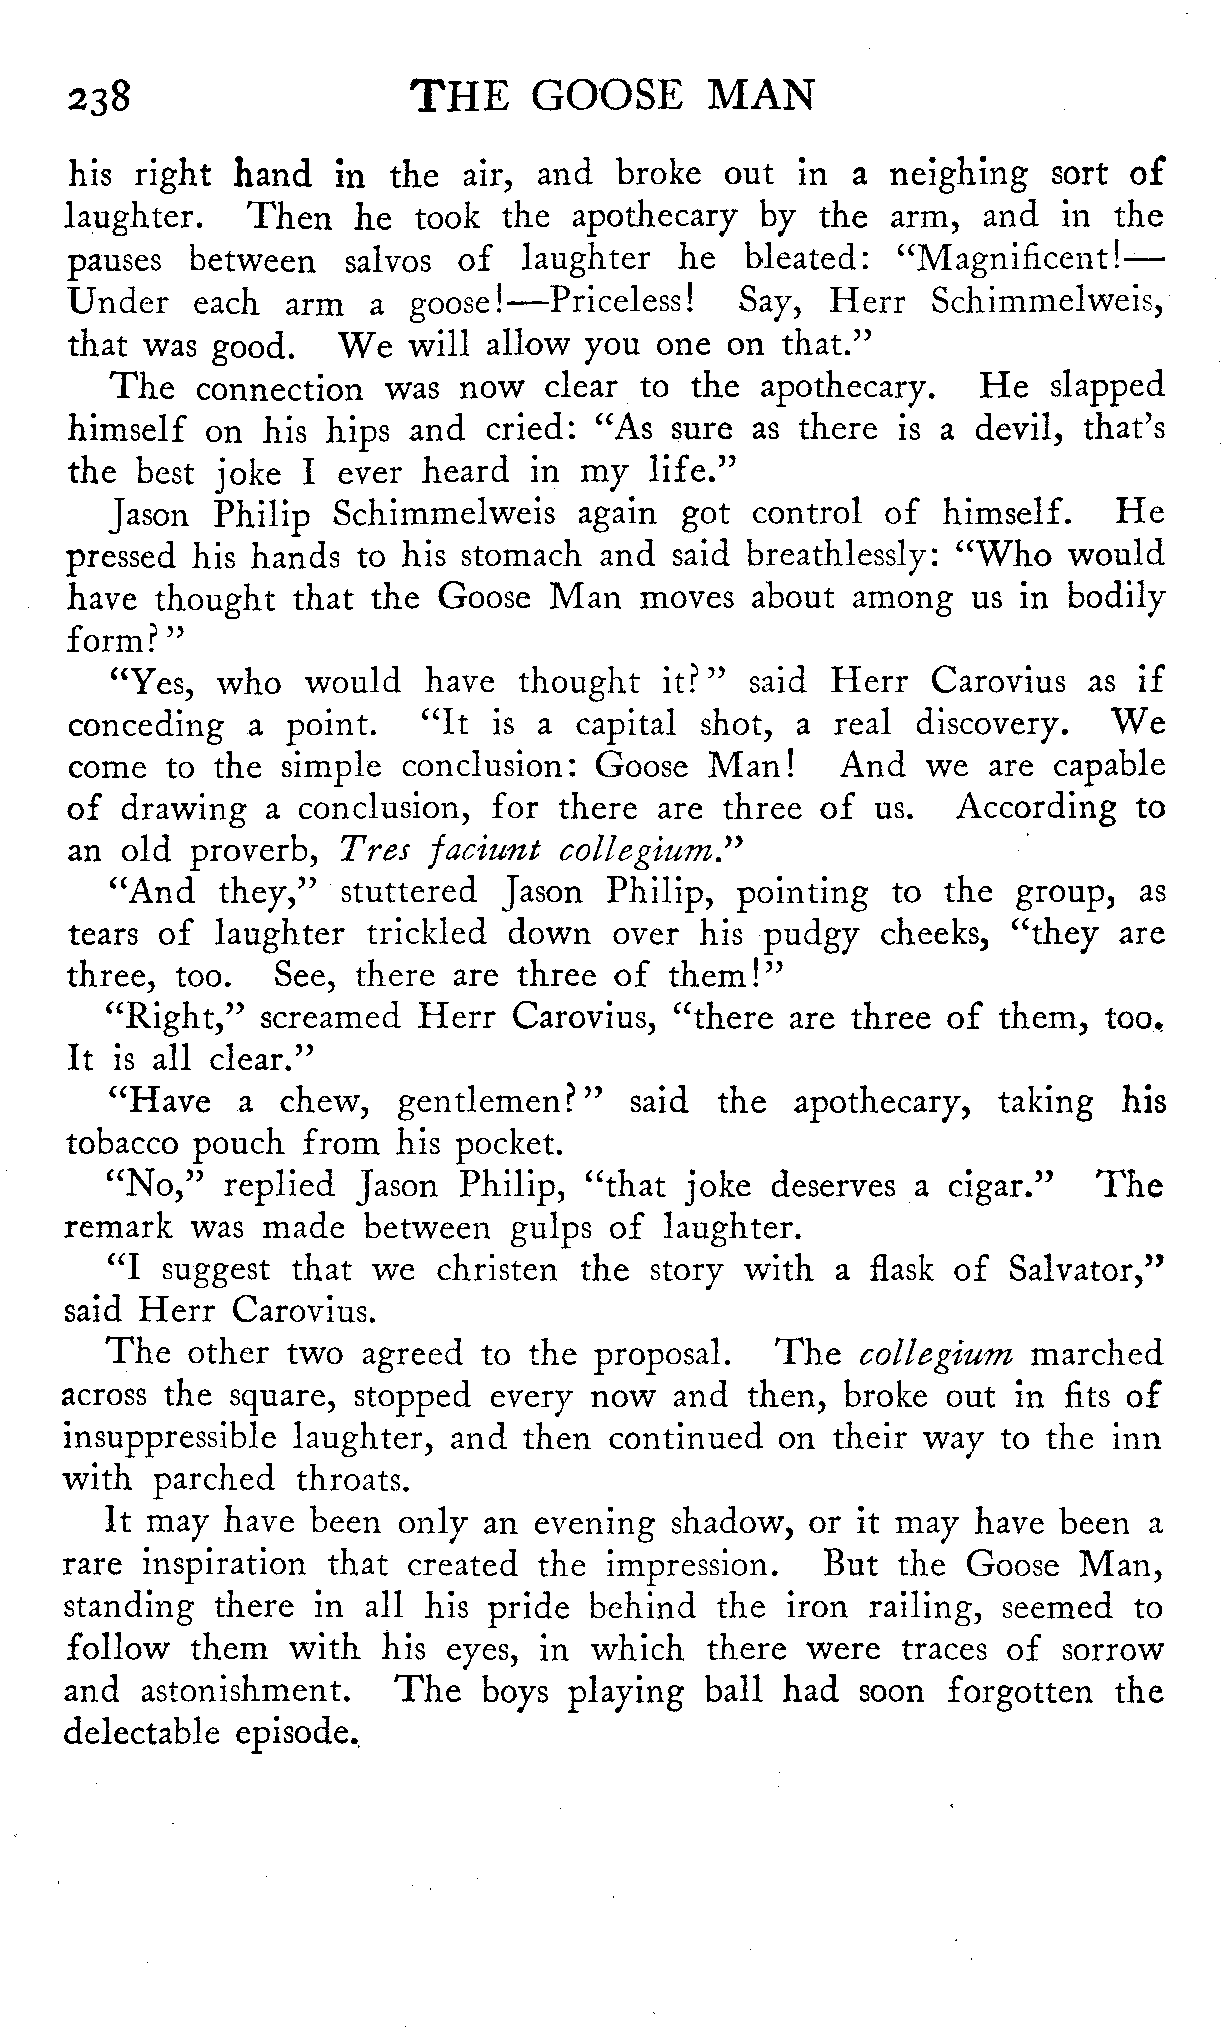 238 THE GOOSE MAN
his right hand in the air, and broke out in a neighing sort of
laughter. Then he took the apothecary by the arm, and in the
pauses between salvos of laughter he bleated: “Magnificent!—
Under each arm a goose!—Priceless! Say, Herr Schimmelweis,
that was good. We will allow you one on that.”
The connection was now clear to the apothecary. He slapped
himself on his hips and cried: “As sure as there is a devil, that’s
the best joke I ever heard in my life.”
Jason Philip Schimmelweis again got control of himself. He
pressed his hands to his stomach and said breathlessly: “Who would
have thought that the Goose Man moves about among us in bodily
form?”
“Yes, who would have thought it?” said Herr Carovius as if
conceding a point. “It is a capital shot, a real discovery. We
come to the simple conclusion: Goose Man! And we are capable
of drawing a conclusion, for there are three of us. According to
an old proverb, Tres faciunt collegium.”
“And they,” stuttered Jason Philip, pointing to the group, as
tears of laughter trickled down over his pudgy cheeks, “they are
three, too. See, there are three of them!”
“Right,” screamed Herr Carovius, “there are three of them, too.
It is all clear.”
“Have a chew, gentlemen?” said the apothecary, taking his
tobacco pouch from his pocket.
“No,” replied Jason Philip, “that joke deserves a cigar.” The
remark was made between gulps of laughter.
“I suggest that we christen the story with a flask of Salvator,”
said Herr Carovius.
The other two agreed to the proposal. The collegium marched
across the square, stopped every now and then, broke out in fits of
insuppressible laughter, and then continued on their way to the inn
with parched throats.
It may have been only an evening shadow, or it may have been a
rare inspiration that created the impression. But the Goose Man,
standing there in all his pride behind the iron railing, seemed to
follow them with his eyes, in which there were traces of sorrow
and astonishment. The boys playing ball had soon forgotten the
delectable episode.